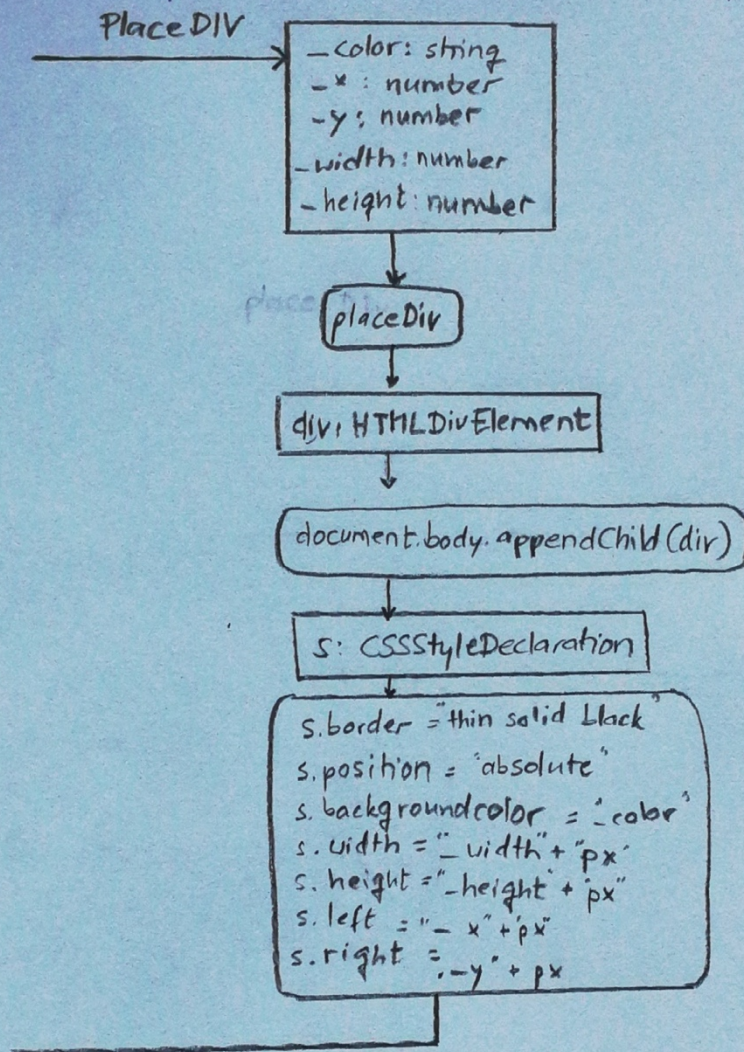 PlaceDIV
_color: string
_x: number
_y: number
_width: number
_height: number
placeDiv
div: HTMLDivElement
document.body.appendChild(div)
s: CSSStyleDeclaration
s.border = "thin solid black"
s.position = "absolute"
s.backgroundcolor = "_color"
s.width = "_width" + "px"
s.height = "_height" + "px"
s.left = "_x" + "px"
s.right = "_y" + px